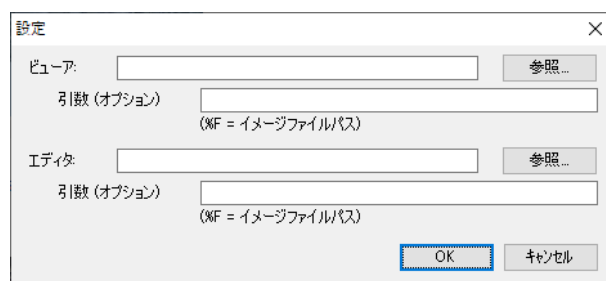 設定
ビューア: 参照...
引数 (オプション)
(%F = イメージファイルパス)
エディタ: 参照...
引数 (オプション)
(%F = イメージファイルパス)
OK キャンセル